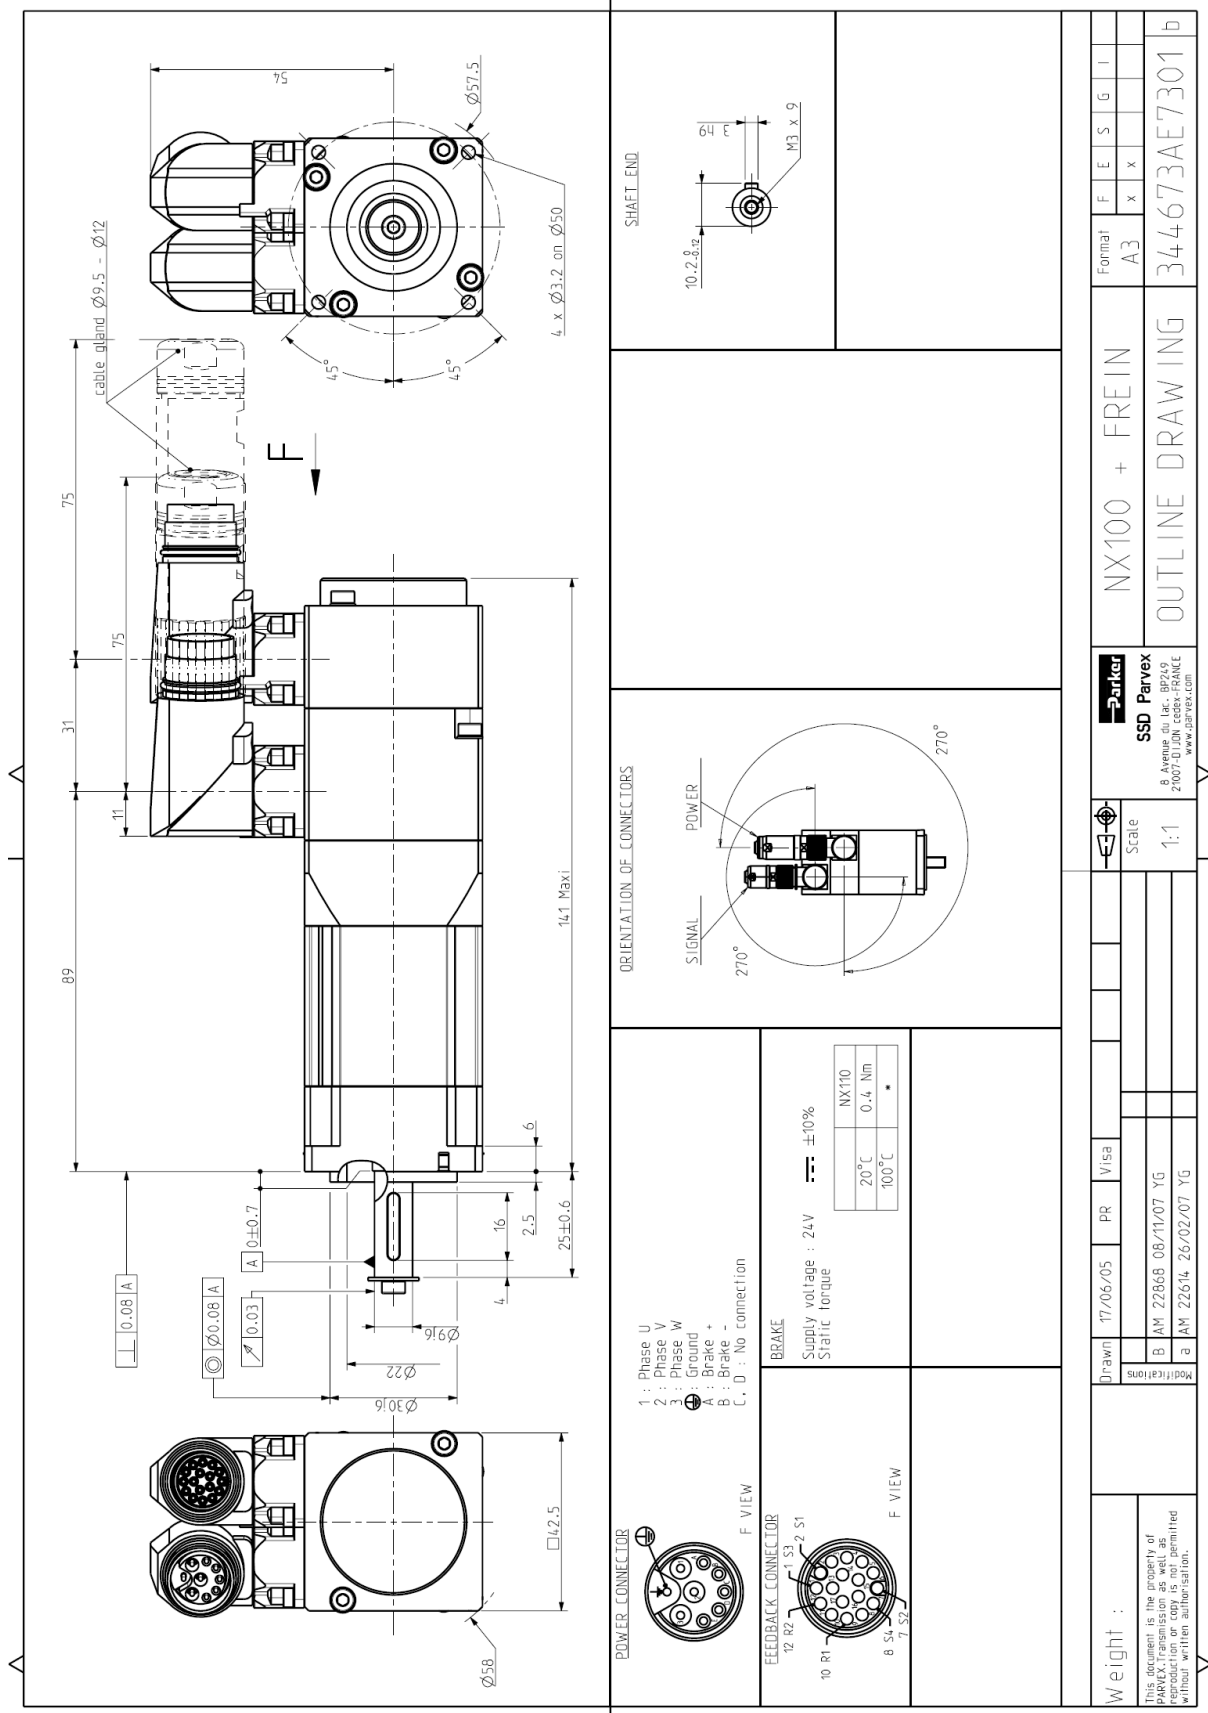 54
Ø57.5
4 x Ø3.2 on Ø50
45°
45°
cable gland Ø9.5 - Ø12
75
75
31
11
89
F
141 Maxi
6
2.5
25±0.6
16
4
0±0.7
A
⊥ 0.08 A
◎ Ø0.08 A
↗ 0.03
Ø9j6
Ø22
Ø30j6
□42.5
Ø58
SHAFT END
3 h9
10.2 0 -0.12
M3 x 9
ORIENTATION OF CONNECTORS
POWER
SIGNAL
270°
270°
POWER CONNECTOR
F VIEW
1 : Phase U
2 : Phase V
3 : Phase W
⏚ : Ground
A : Brake +
B : Brake -
C, D : No connection
FEEDBACK CONNECTOR
12 R2
1 S3
2 S1
10 R1
8 S4
7 S2
F VIEW
BRAKE
Supply voltage : 24V ⎓ ±10%
Static torque
NX110
20°C 0.4 Nm
100°C *
Weight :
This document is the property of
PARVEX.Transmission as well as
reproduction or copy is not permitted
without written authorisation.
Drawn 17/06/05 PR Visa
Modifications
B AM 22868 08/11/07 YG
a AM 22614 26/02/07 YG
Scale
1:1
Parker
SSD Parvex
8 Avenue du lac. BP249
21007-DIJON cedex-FRANCE
www.parvex.com
NX100 + FREIN
OUTLINE DRAWING
Format
A3
F E S G I
x x
344673AE7301 b